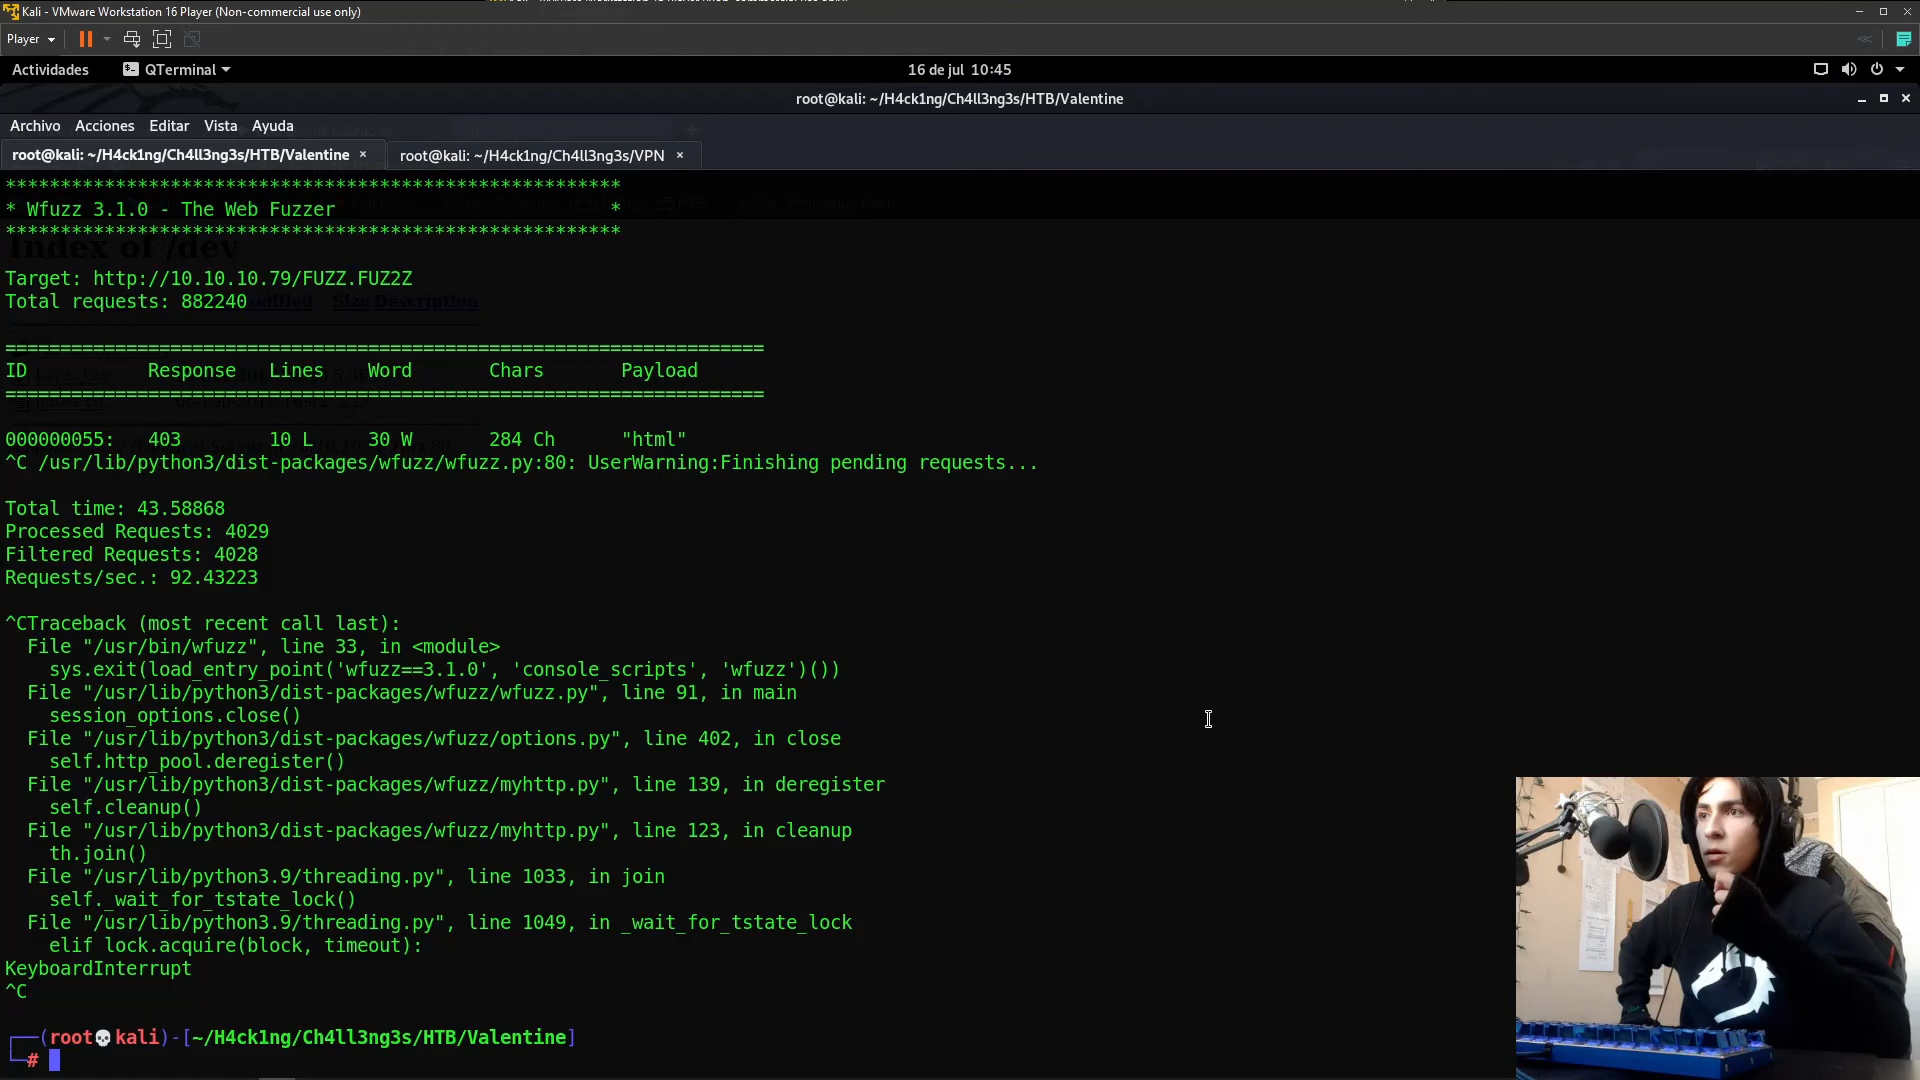 Kali - VMware Workstation 16 Player (Non-commercial use only)
Player
Actividades QTerminal 16 de jul 10:45
root@kali: ~/H4ck1ng/Ch4ll3ng3s/HTB/Valentine
Archivo Acciones Editar Vista Ayuda
root@kali: ~/H4ck1ng/Ch4ll3ng3s/HTB/Valentine × root@kali: ~/H4ck1ng/Ch4ll3ng3s/VPN ×
********************************************************
* Wfuzz 3.1.0 - The Web Fuzzer                         *
********************************************************
Index of /dev
Target: http://10.10.10.79/FUZZ.FUZ2Z
Total requests: 882240
Size Description
=====================================================================
ID           Response   Lines    Word       Chars       Payload
=====================================================================
000000055:   403        10 L     30 W       284 Ch      "html"
^C /usr/lib/python3/dist-packages/wfuzz/wfuzz.py:80: UserWarning:Finishing pending requests...
Total time: 43.58868
Processed Requests: 4029
Filtered Requests: 4028
Requests/sec.: 92.43223
^CTraceback (most recent call last):
  File "/usr/bin/wfuzz", line 33, in <module>
    sys.exit(load_entry_point('wfuzz==3.1.0', 'console_scripts', 'wfuzz')())
  File "/usr/lib/python3/dist-packages/wfuzz/wfuzz.py", line 91, in main
    session_options.close()
  File "/usr/lib/python3/dist-packages/wfuzz/options.py", line 402, in close
    self.http_pool.deregister()
  File "/usr/lib/python3/dist-packages/wfuzz/myhttp.py", line 139, in deregister
    self.cleanup()
  File "/usr/lib/python3/dist-packages/wfuzz/myhttp.py", line 123, in cleanup
    th.join()
  File "/usr/lib/python3.9/threading.py", line 1033, in join
    self._wait_for_tstate_lock()
  File "/usr/lib/python3.9/threading.py", line 1049, in _wait_for_tstate_lock
    elif lock.acquire(block, timeout):
KeyboardInterrupt
^C
┌──(root💀kali)-[~/H4ck1ng/Ch4ll3ng3s/HTB/Valentine]
└─#